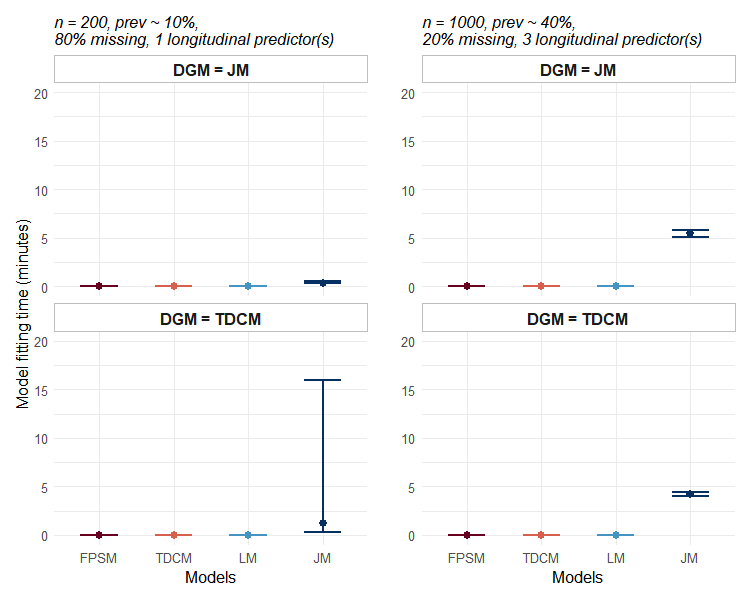 n = 200, prev ~ 10%,
80% missing, 1 longitudinal predictor(s)
n = 1000, prev ~ 40%,
20% missing, 3 longitudinal predictor(s)
DGM = JM
DGM = JM
20
15
10
5
0
20
15
10
5
0
DGM = TDCM
DGM = TDCM
20
15
10
5
0
20
15
10
5
0
Model fitting time (minutes)
FPSM TDCM LM JM
FPSM TDCM LM JM
Models
Models